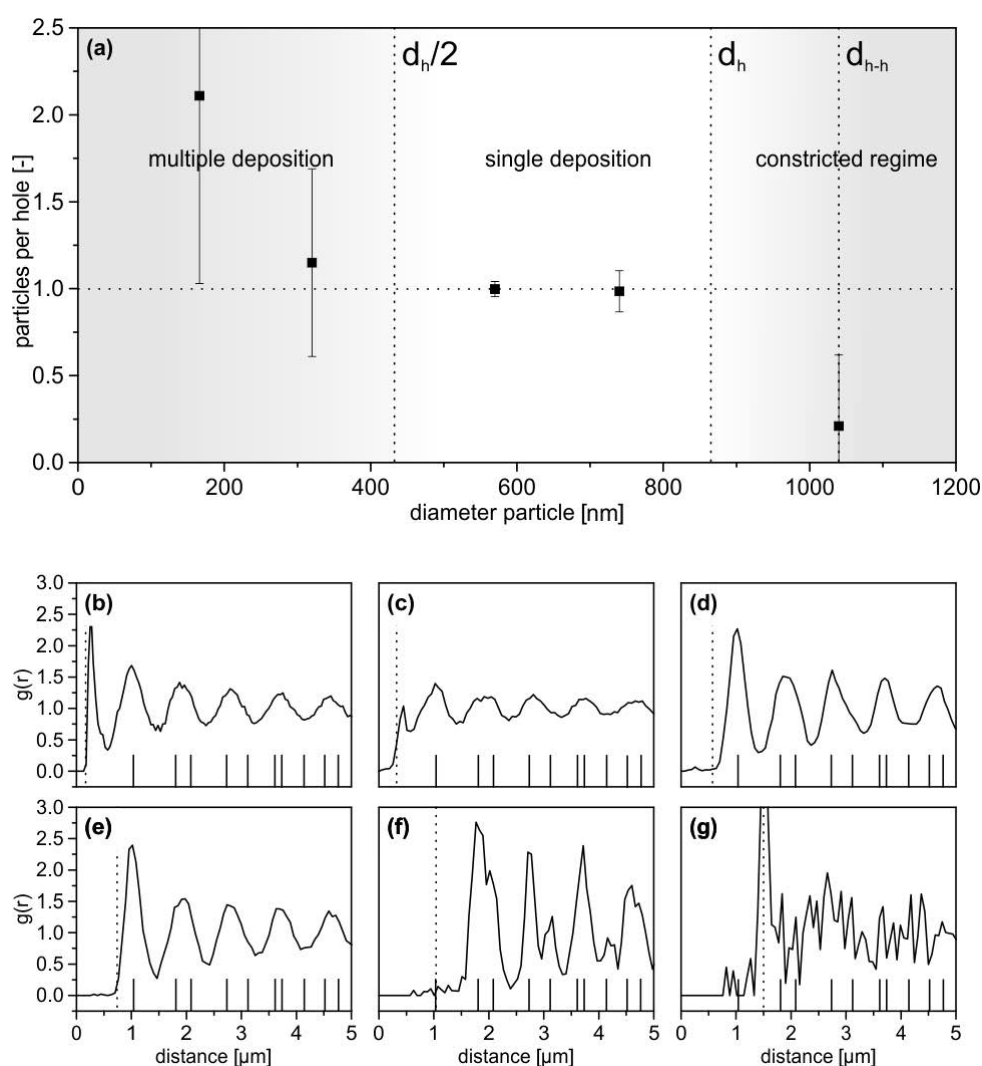 2.5
(a)
d_h/2
d_h
d_h-h
2.0
multiple deposition
single deposition
constricted regime
1.5
particles per hole [-]
1.0
0.5
0.0
0 200 400 600 800 1000 1200
diameter particle [nm]
3.0
(b) (c) (d)
2.5
2.0
g(r)
1.5
1.0
0.5
0.0
3.0
(e) (f) (g)
2.5
2.0
g(r)
1.5
1.0
0.5
0.0
0 1 2 3 4 5 0 1 2 3 4 5 0 1 2 3 4 5
distance [µm] distance [µm] distance [µm]